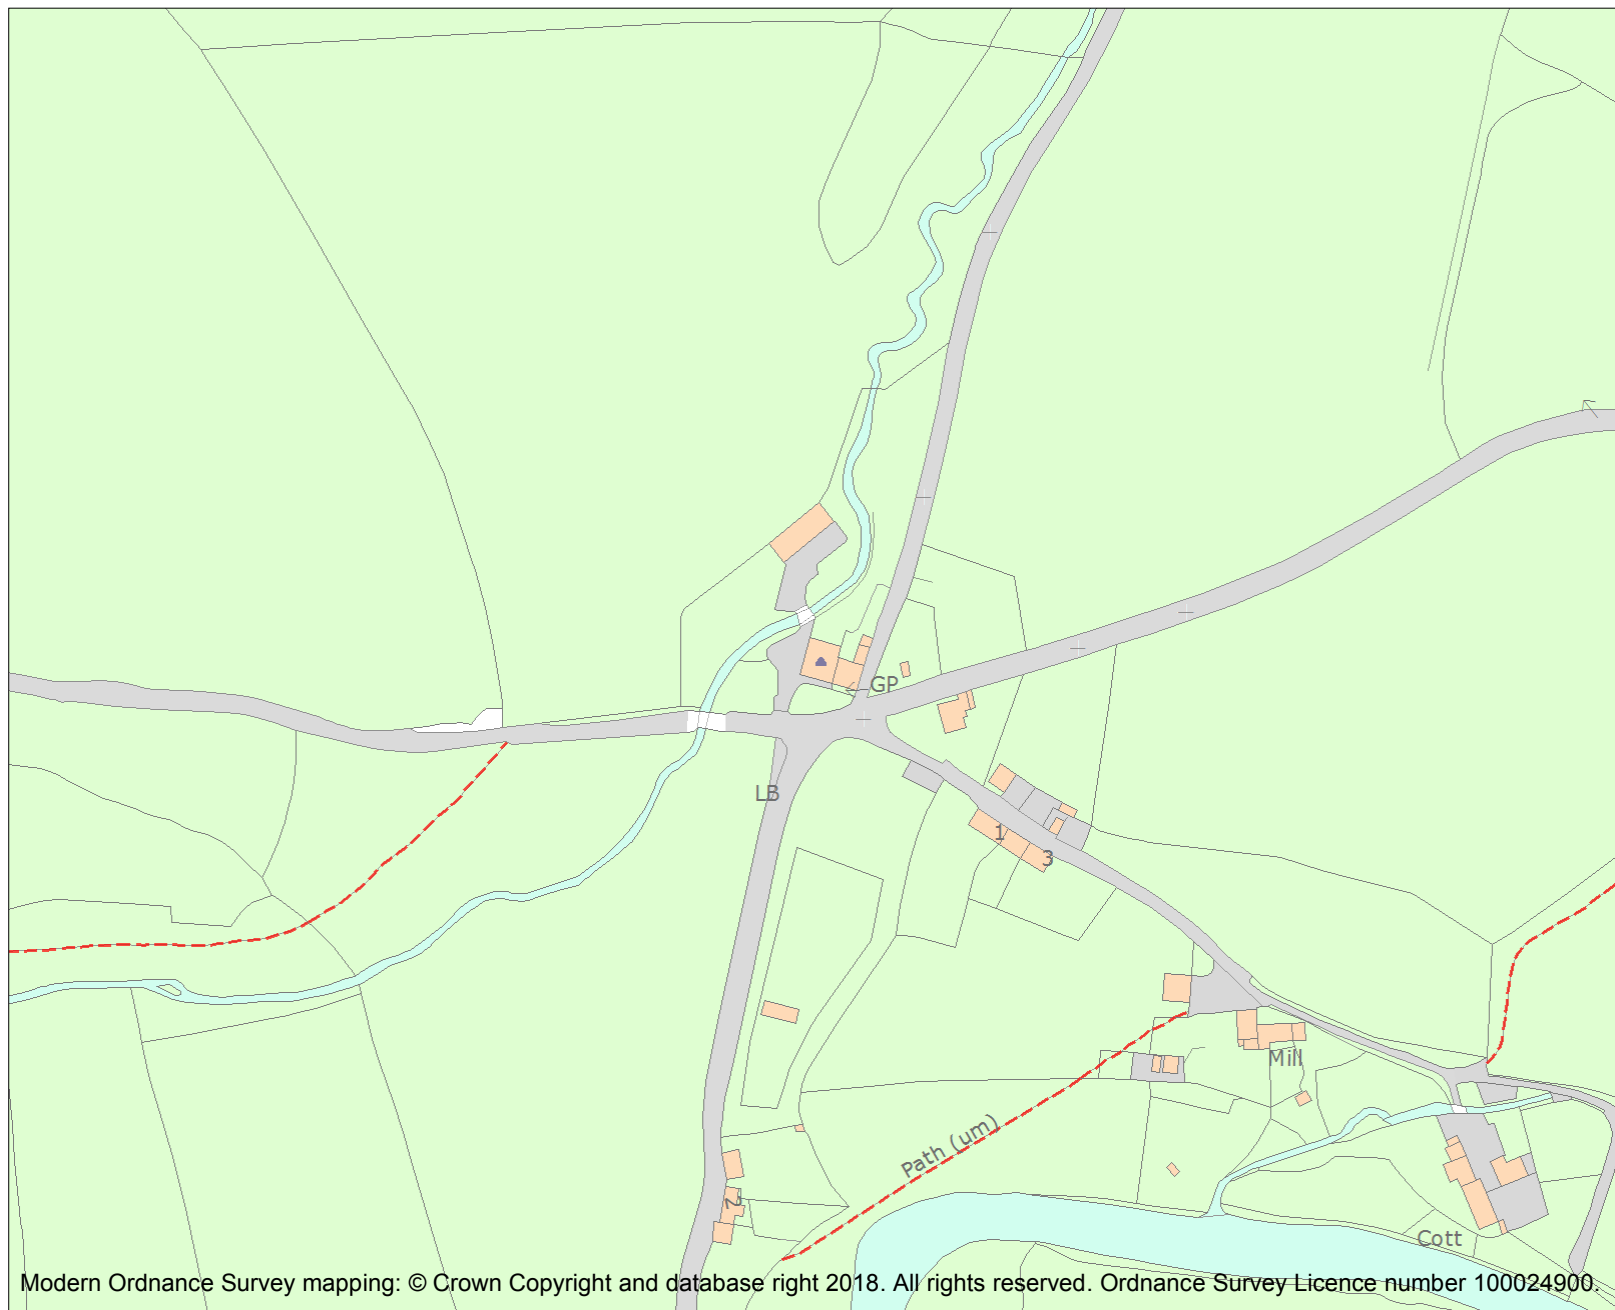 GP
LB
1
3
Mill
Path (um)
2
Cott
Modern Ordnance Survey mapping: © Crown Copyright and database right 2018. All rights reserved. Ordnance Survey Licence number 100024900.